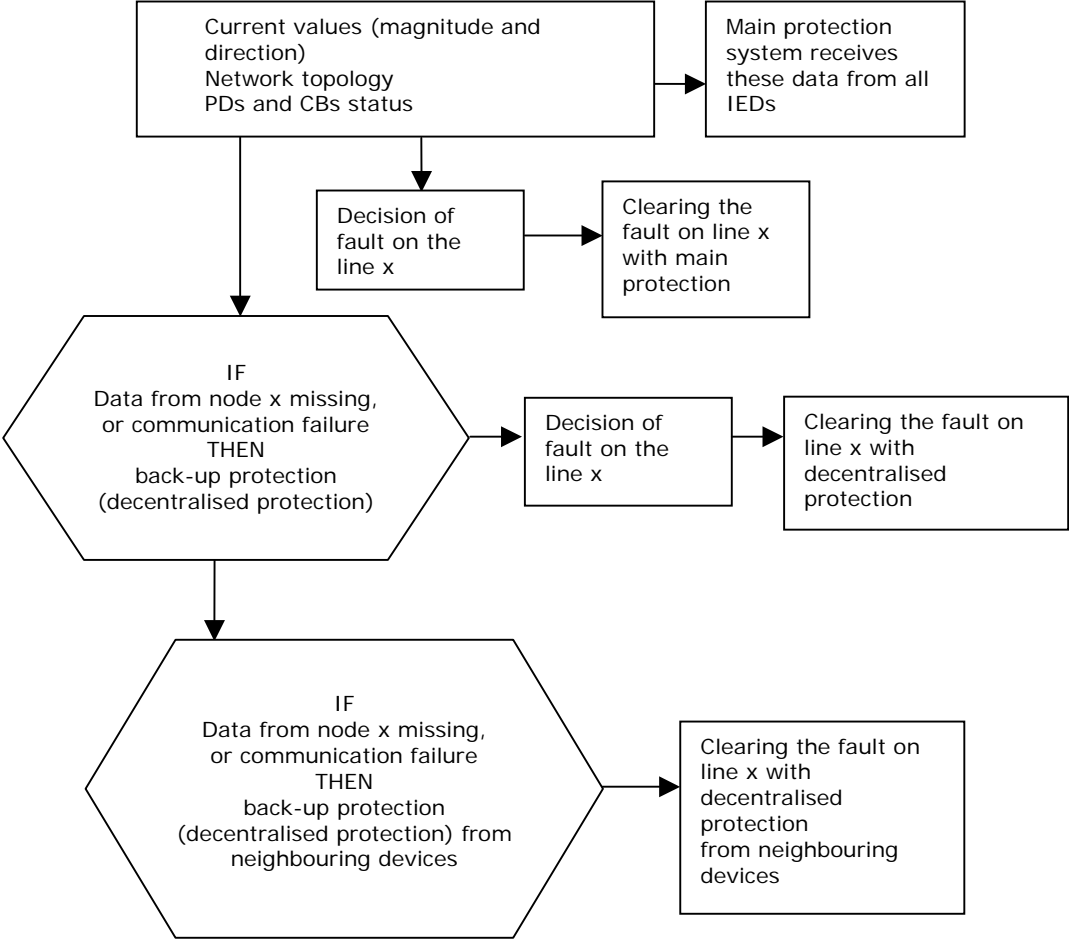 Current values (magnitude and
direction)
Network topology
PDs and CBs status
Main protection
system receives
these data from all
IEDs
Decision of
fault on the
line x
Clearing the
fault on line x
with main
protection
IF
Data from node x missing,
or communication failure
THEN
back-up protection
(decentralised protection)
Decision of
fault on the
line x
Clearing the fault on
line x with
decentralised
protection
IF
Data from node x missing,
or communication failure
THEN
back-up protection
(decentralised protection) from
neighbouring devices
Clearing the fault on
line x with
decentralised
protection
from neighbouring
devices